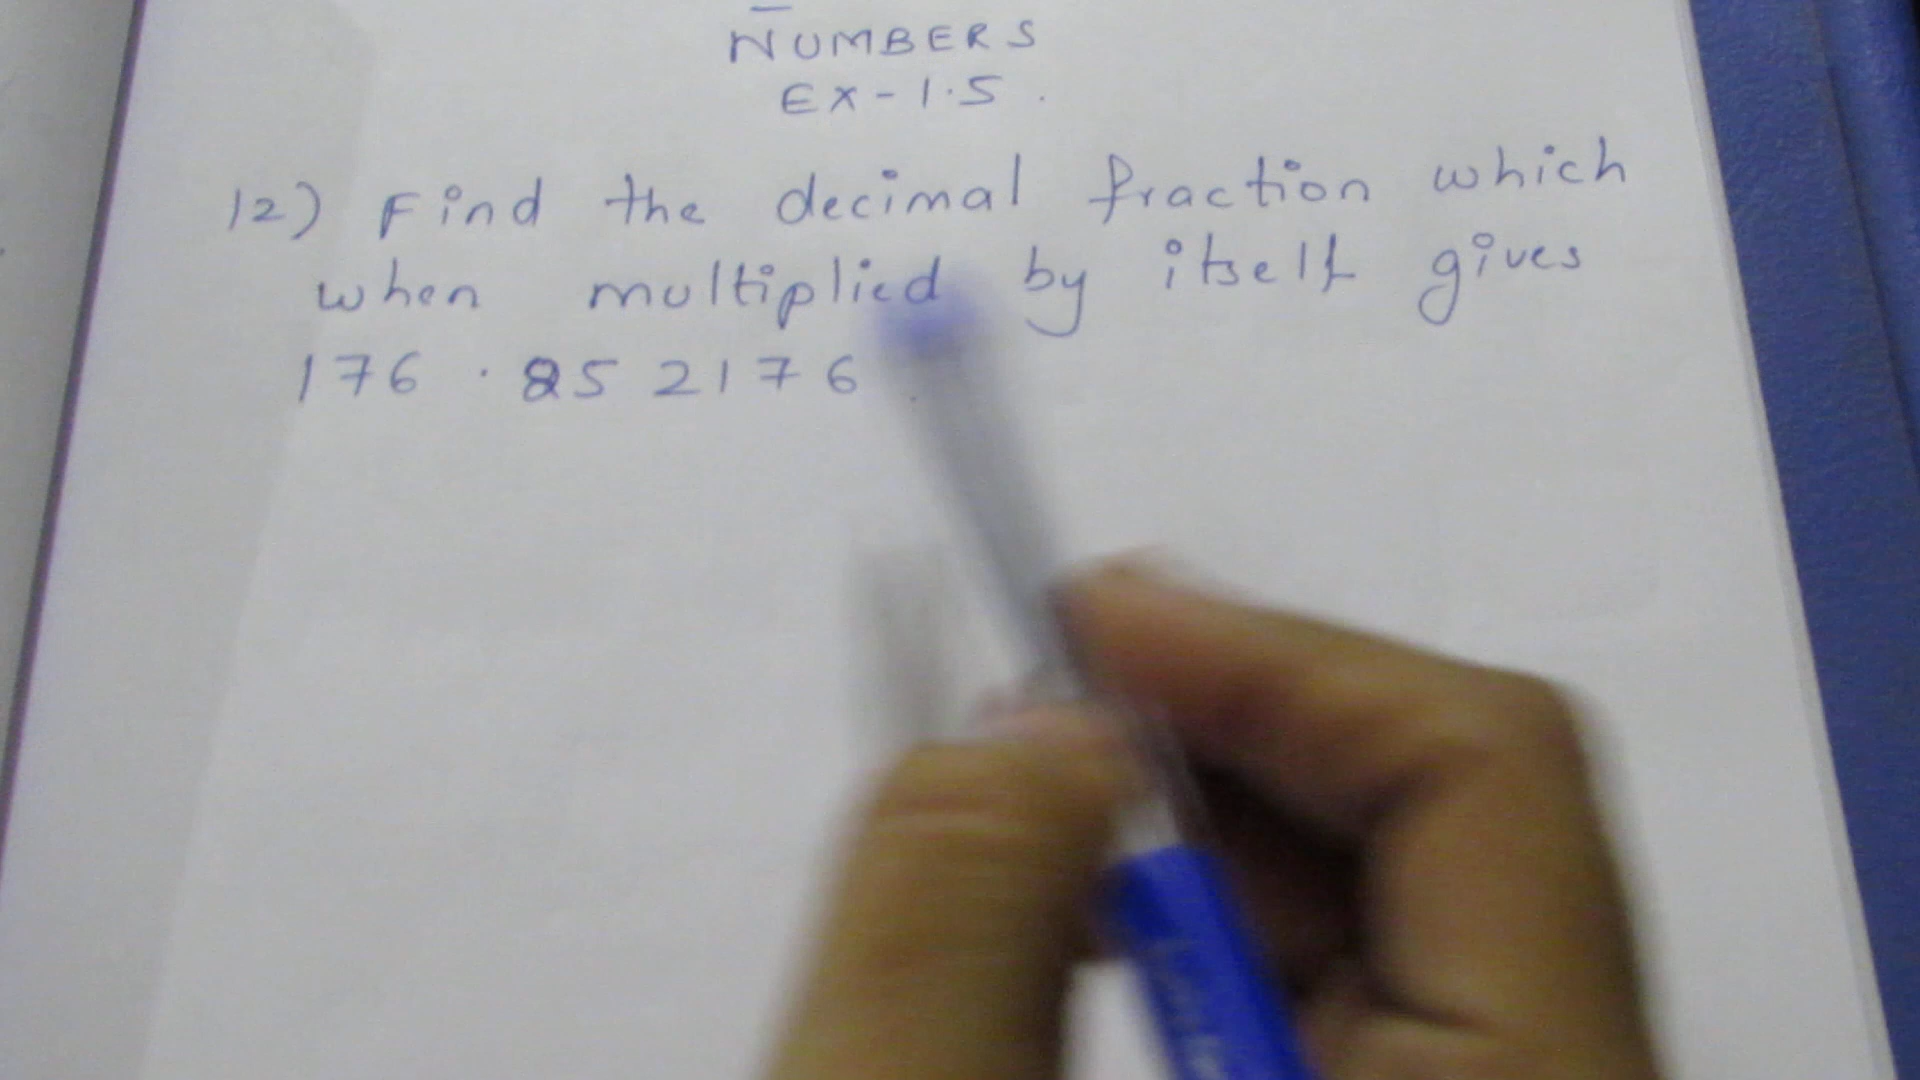 NUMBERS
EX-1.5.
12) Find the decimal fraction which
when multiplied by itself gives
176.252176